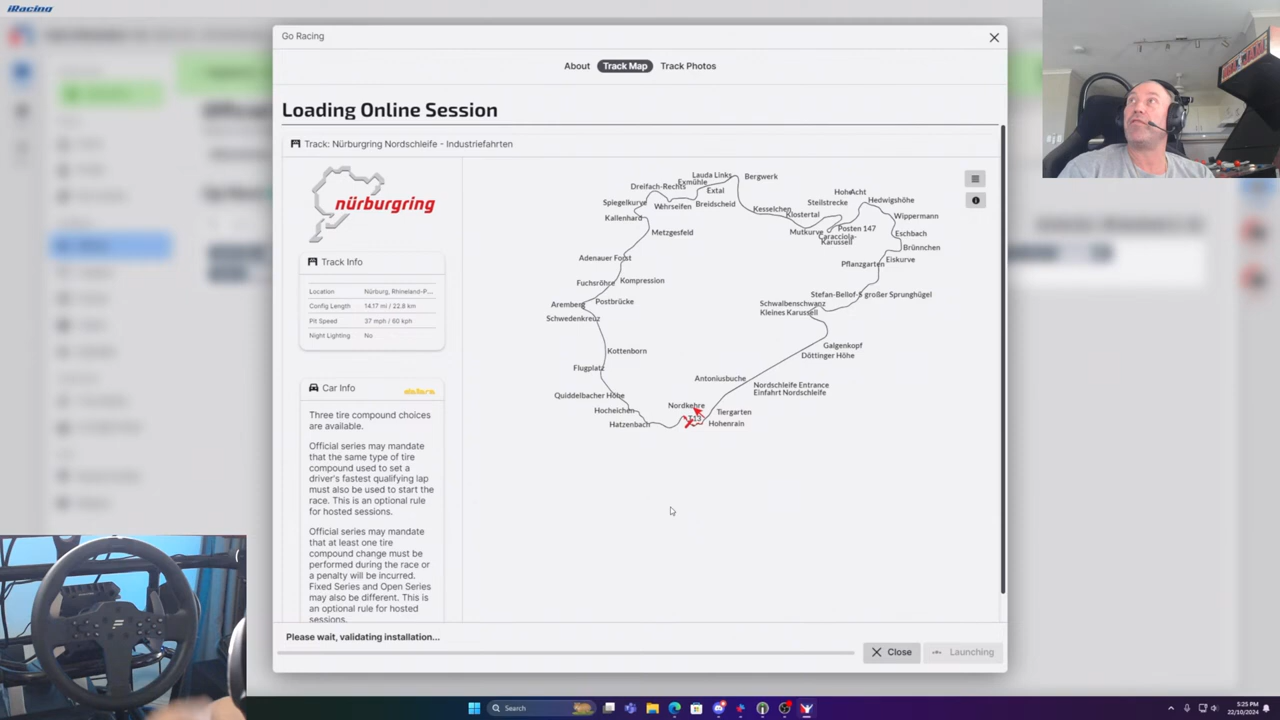 iRacing
Go Racing
About
Track Map
Track Photos
Loading Online Session
Track: Nürburgring Nordschleife - Industriefahrten
nürburgring
Track Info
Location Nürburg, Rhineland-P...
Config Length 14.17 mi / 22.8 km
Pit Speed 37 mph / 60 kph
Night Lighting No
Car Info
dallara
Three tire compound choices
are available.
Official series may mandate
that the same type of tire
compound used to set a
driver's fastest qualifying lap
must also be used to start the
race. This is an optional rule
for hosted sessions.
Official series may mandate
that at least one tire
compound change must be
performed during the race or
a penalty will be incurred.
Fixed Series and Open Series
may also be different. This is
an optional rule for hosted
sessions.
Lauda Links
Bergwerk
Exmühle
Dreifach-Rechts
Extal
Spiegelkurve
Wehrseifen
Breidscheid
Kallenhard
Metzgesfeld
Kesselchen
Klostertal
Steilstrecke
Hohe Acht
Hedwigshöhe
Wippermann
Mutkurve
Posten 147
Caracciola-
Karussell
Eschbach
Brünnchen
Eiskurve
Pflanzgarten
Adenauer Forst
Fuchsröhre
Kompression
Stefan-Bellof-S
großer Sprunghügel
Aremberg
Postbrücke
Schwalbenschwanz
Kleines Karussell
Schwedenkreuz
Galgenkopf
Döttinger Höhe
Kottenborn
Flugplatz
Antoniusbuche
Nordschleife Entrance
Einfahrt Nordschleife
Quiddelbacher Höhe
Hocheichen
Nordkehre
Tiergarten
T13
Hatzenbach
Hohenrain
Please wait, validating installation...
Close
Launching
Search
5:25 PM
22/10/2024